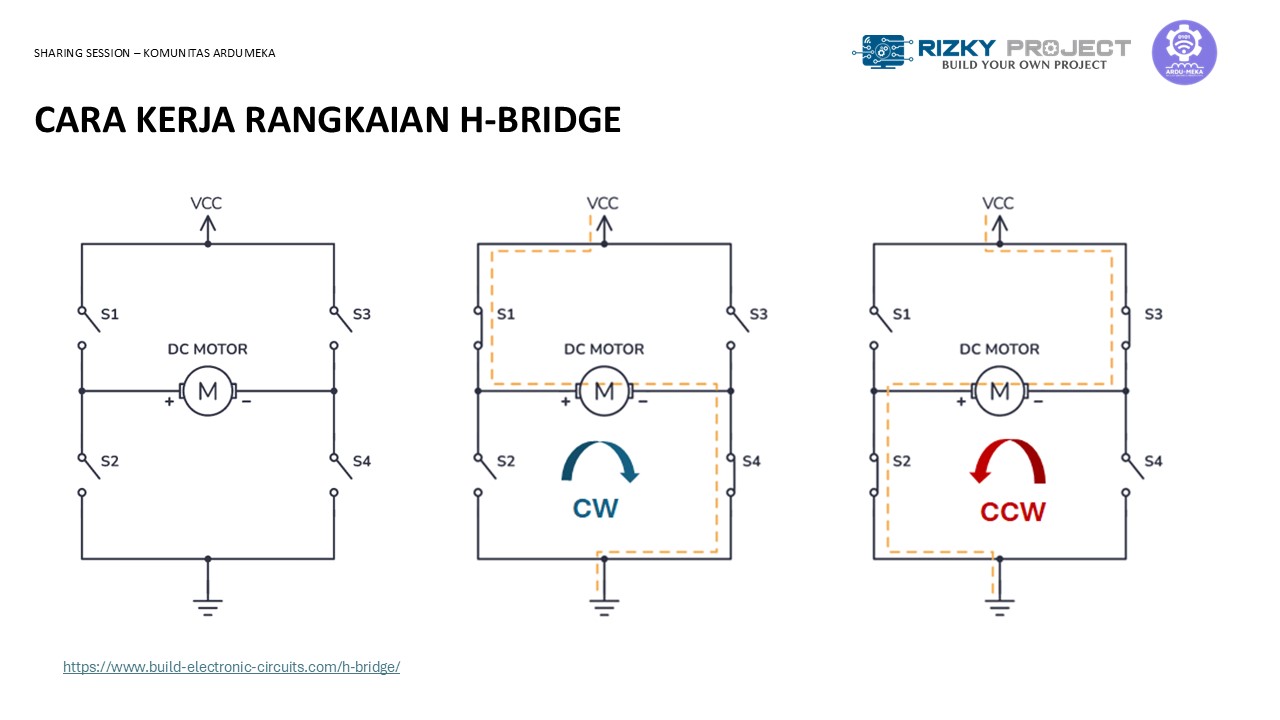 SHARING SESSION – KOMUNITAS ARDUMEKA
RIZKY PROJECT
BUILD YOUR OWN PROJECT
0101
ARDU-MEKA
CARA KERJA RANGKAIAN H-BRIDGE
VCC
S1
S3
DC MOTOR
M
+
–
S2
S4
VCC
S1
S3
DC MOTOR
M
+
–
S2
S4
CW
VCC
S1
S3
DC MOTOR
M
+
–
S2
S4
CCW
https://www.build-electronic-circuits.com/h-bridge/